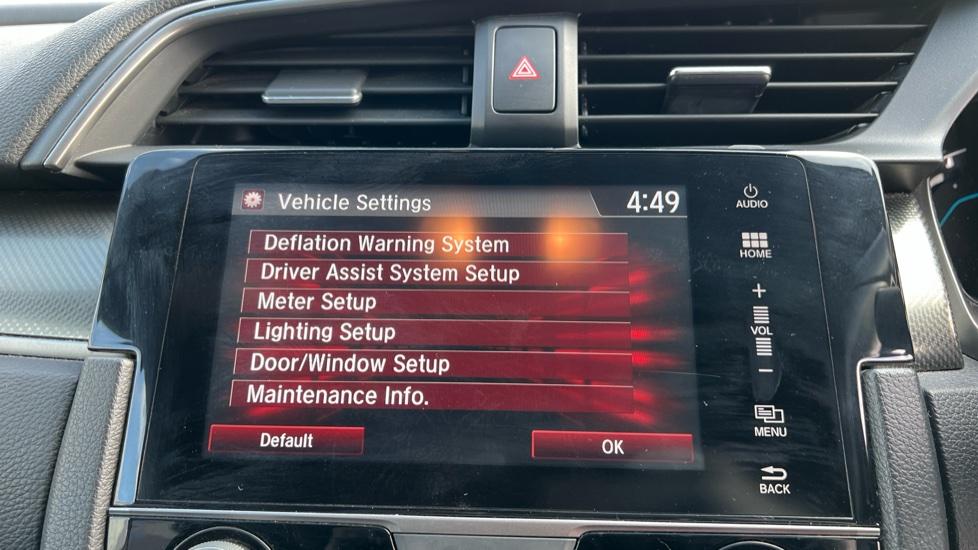 Vehicle Settings 4:49
Deflation Warning System
Driver Assist System Setup
Meter Setup
Lighting Setup
Door/Window Setup
Maintenance Info.
Default OK
AUDIO
HOME
+
VOL
−
MENU
BACK